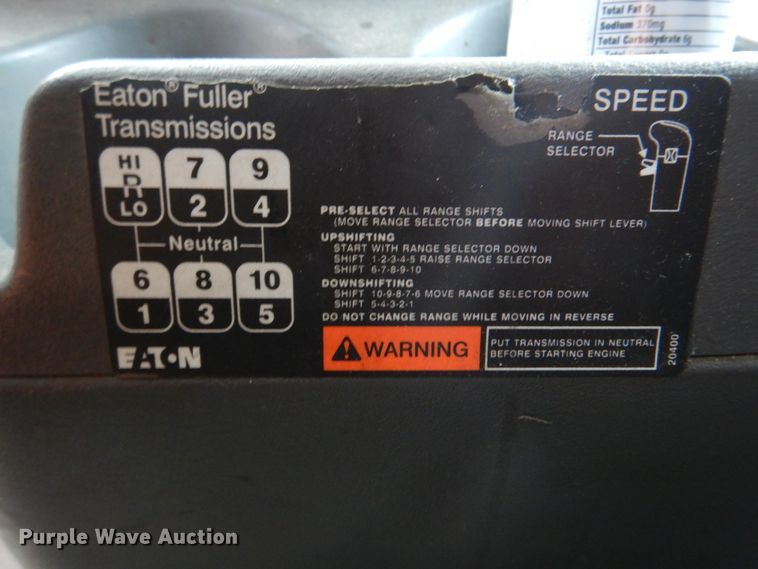 Total Fat 0g
Sodium 370mg
Total Carbohydrate 6g
Eaton® Fuller®
Transmissions
SPEED
RANGE
SELECTOR
HI
R
LO
7
2
9
4
Neutral
6
1
8
3
10
5
PRE-SELECT ALL RANGE SHIFTS
(MOVE RANGE SELECTOR BEFORE MOVING SHIFT LEVER)
UPSHIFTING
START WITH RANGE SELECTOR DOWN
SHIFT 1-2-3-4-5 RAISE RANGE SELECTOR
SHIFT 6-7-8-9-10
DOWNSHIFTING
SHIFT 10-9-8-7-6 MOVE RANGE SELECTOR DOWN
SHIFT 5-4-3-2-1
DO NOT CHANGE RANGE WHILE MOVING IN REVERSE
WARNING
PUT TRANSMISSION IN NEUTRAL
BEFORE STARTING ENGINE
20400
EATON
Purple Wave Auction